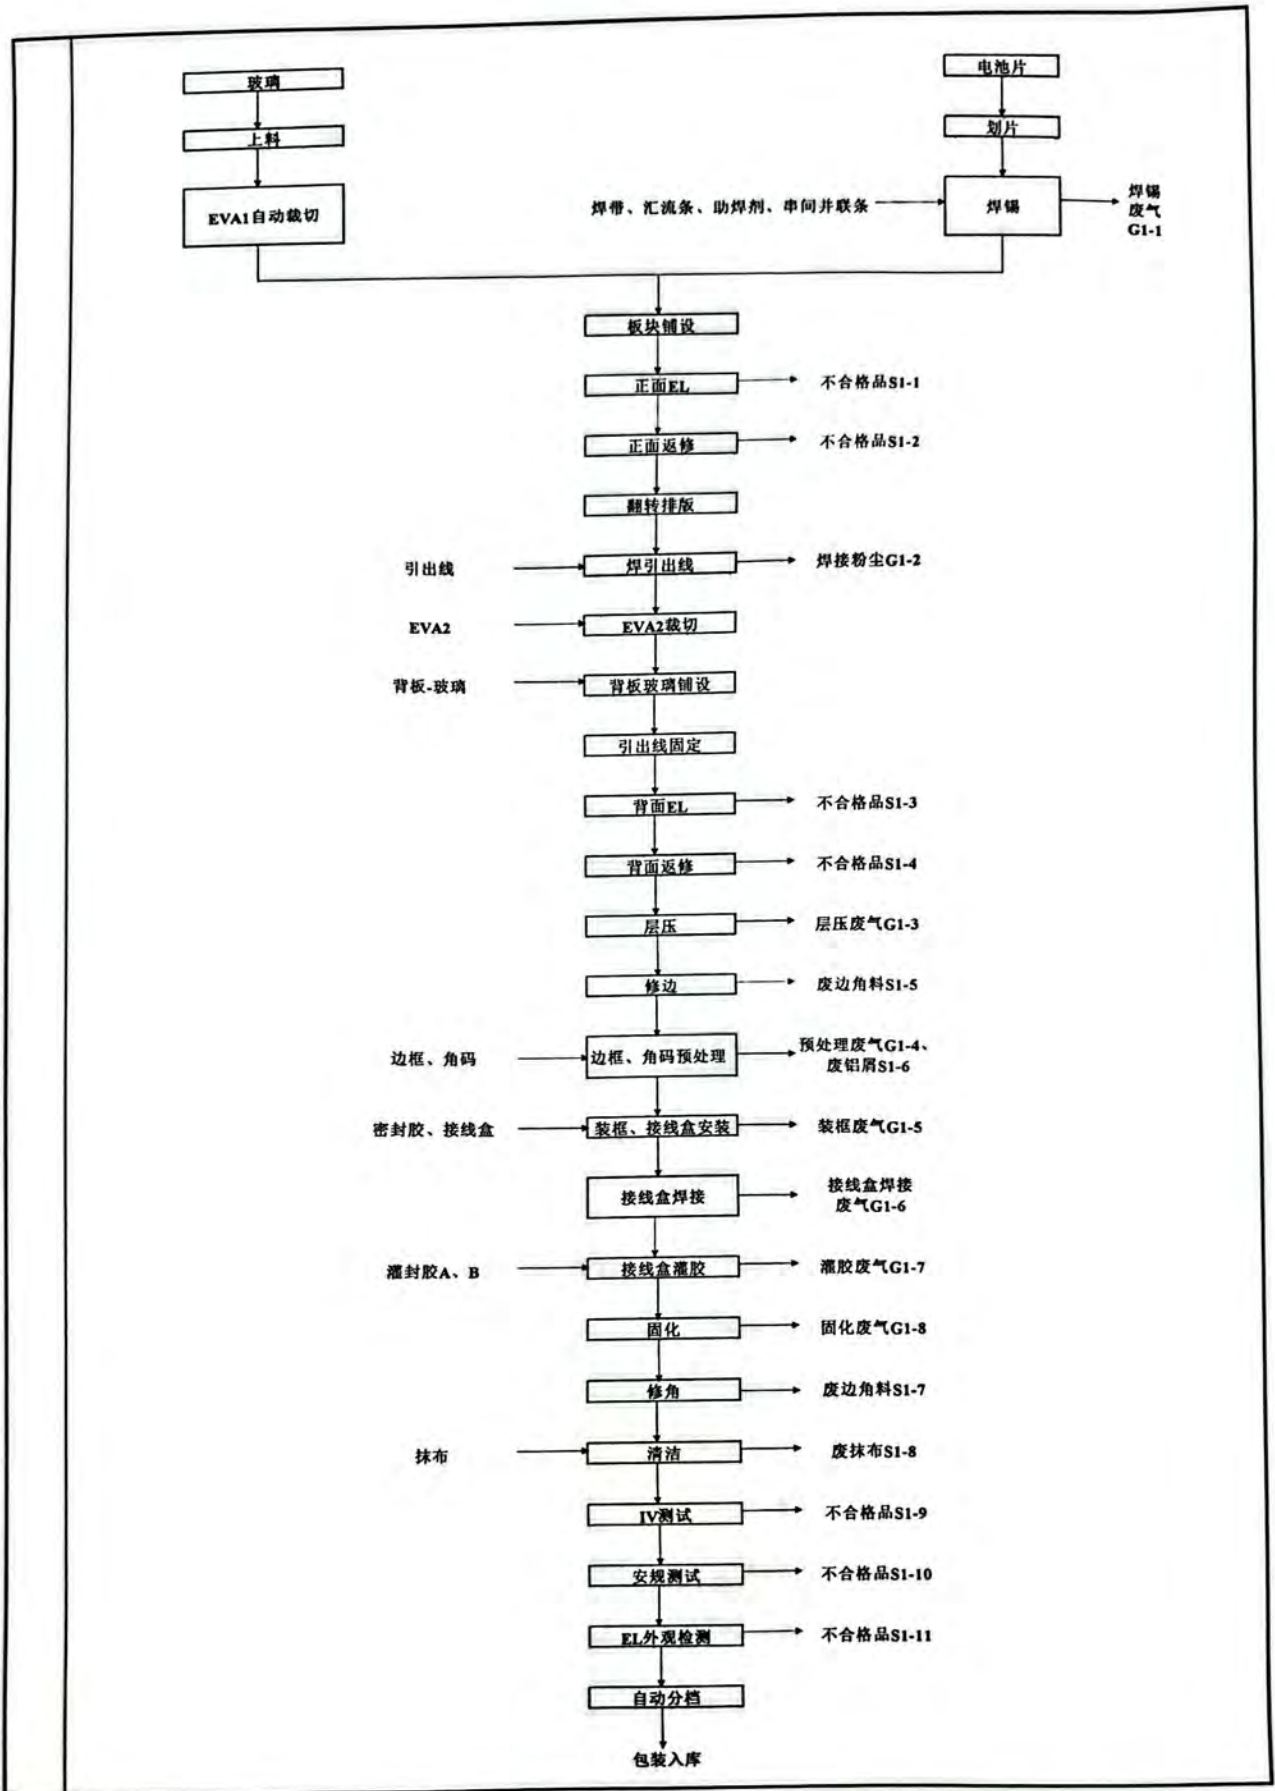 玻璃
电池片
上料
划片
EVA1自动裁切
焊带、汇流条、助焊剂、串间并联条
焊锡
焊锡
废气
G1-1
板块铺设
正面EL
不合格品S1-1
正面返修
不合格品S1-2
翻转排版
引出线
焊引出线
焊接粉尘G1-2
EVA2
EVA2裁切
背板-玻璃
背板玻璃铺设
引出线固定
背面EL
不合格品S1-3
背面返修
不合格品S1-4
层压
层压废气G1-3
修边
废边角料S1-5
边框、角码
边框、角码预处理
预处理废气G1-4、
废铝屑S1-6
密封胶、接线盒
装框、接线盒安装
装框废气G1-5
接线盒焊接
接线盒焊接
废气G1-6
灌封胶A、B
接线盒灌胶
灌胶废气G1-7
固化
固化废气G1-8
修角
废边角料S1-7
抹布
清洁
废抹布S1-8
IV测试
不合格品S1-9
安规测试
不合格品S1-10
EL外观检测
不合格品S1-11
自动分档
包装入库